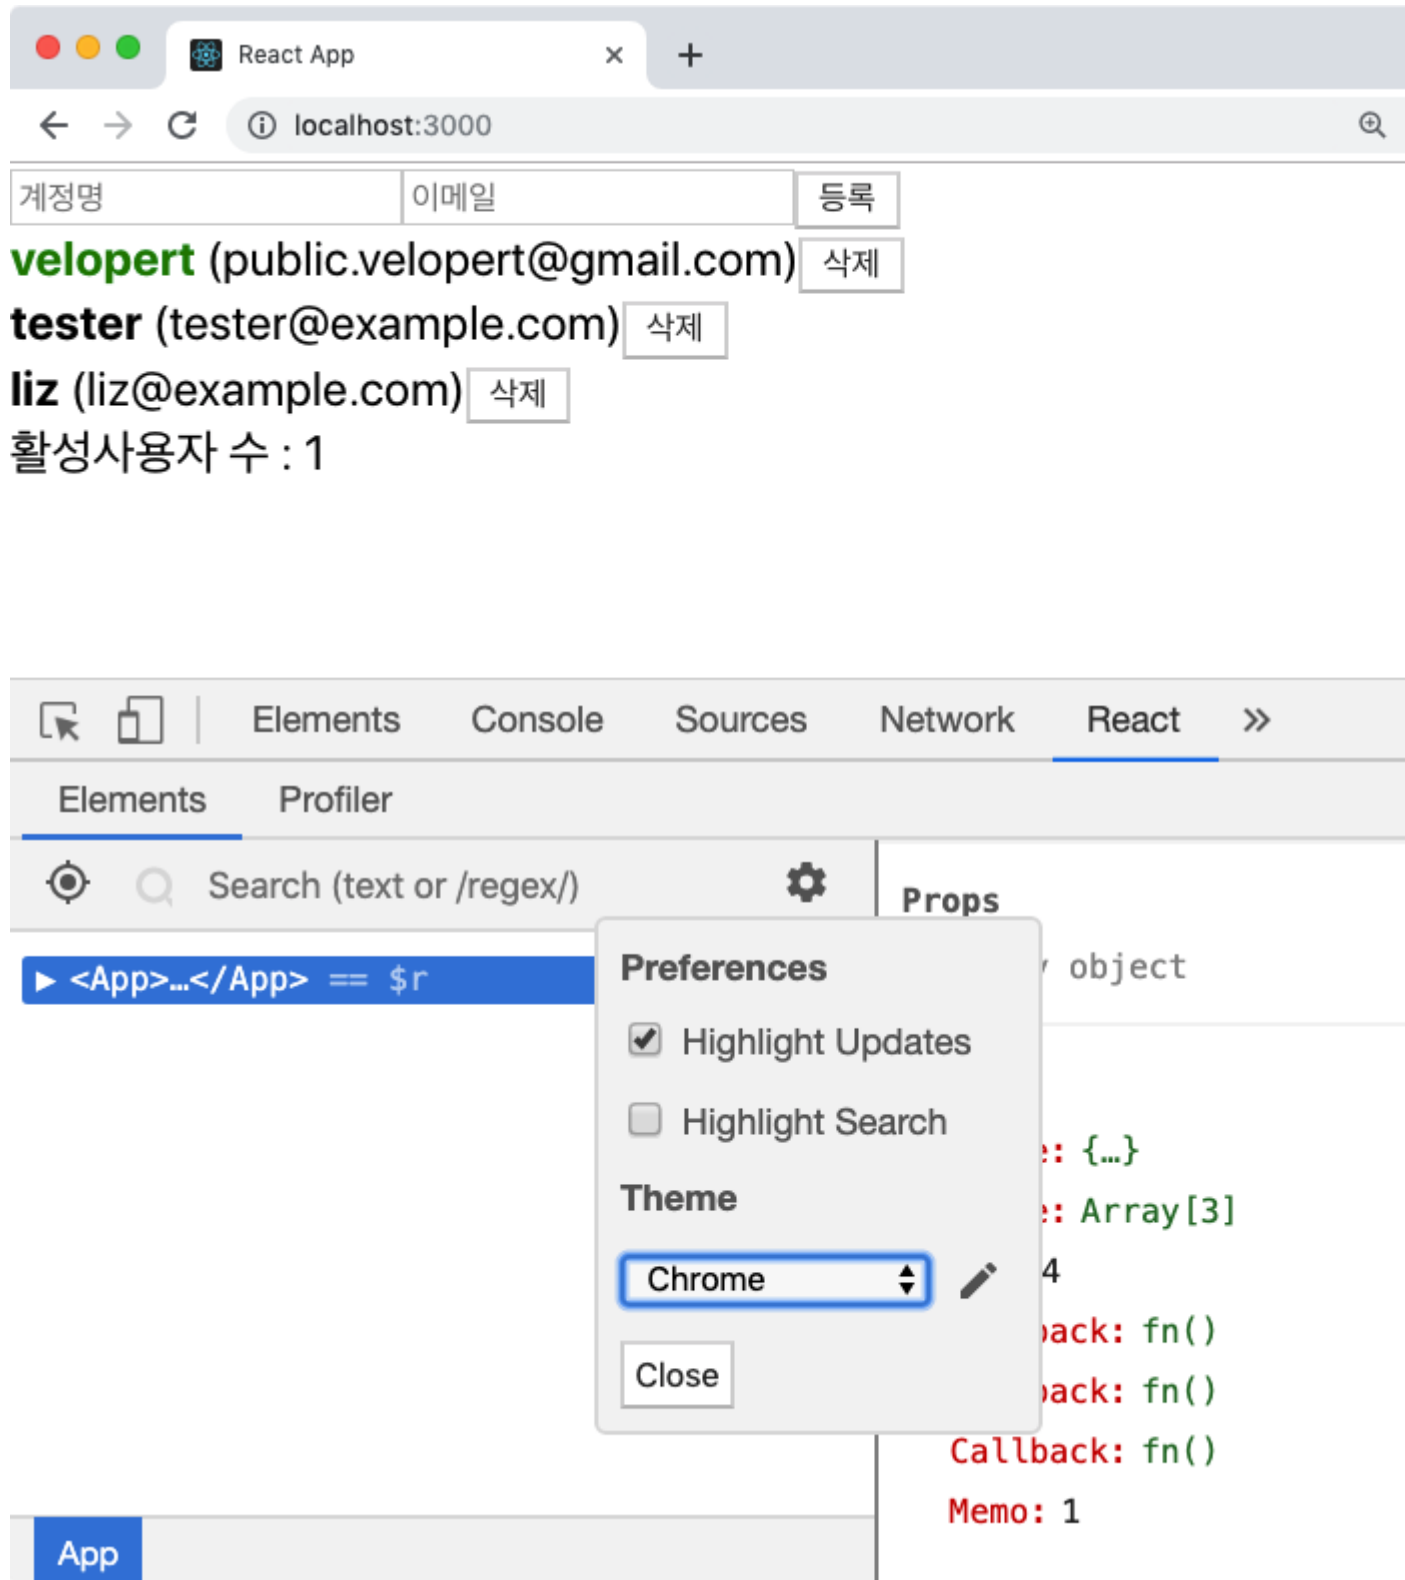 React App
localhost:3000
계정명 이메일 등록
velopert (public.velopert@gmail.com) 삭제
tester (tester@example.com) 삭제
liz (liz@example.com) 삭제
활성사용자 수 : 1
Elements Console Sources Network React »
Elements Profiler
Search (text or /regex/)
Props
<App>…</App> == $r
object
Preferences
Highlight Updates
Highlight Search
Theme
Chrome
Close
: {…}
: Array[3]
4
back: fn()
back: fn()
Callback: fn()
Memo: 1
App